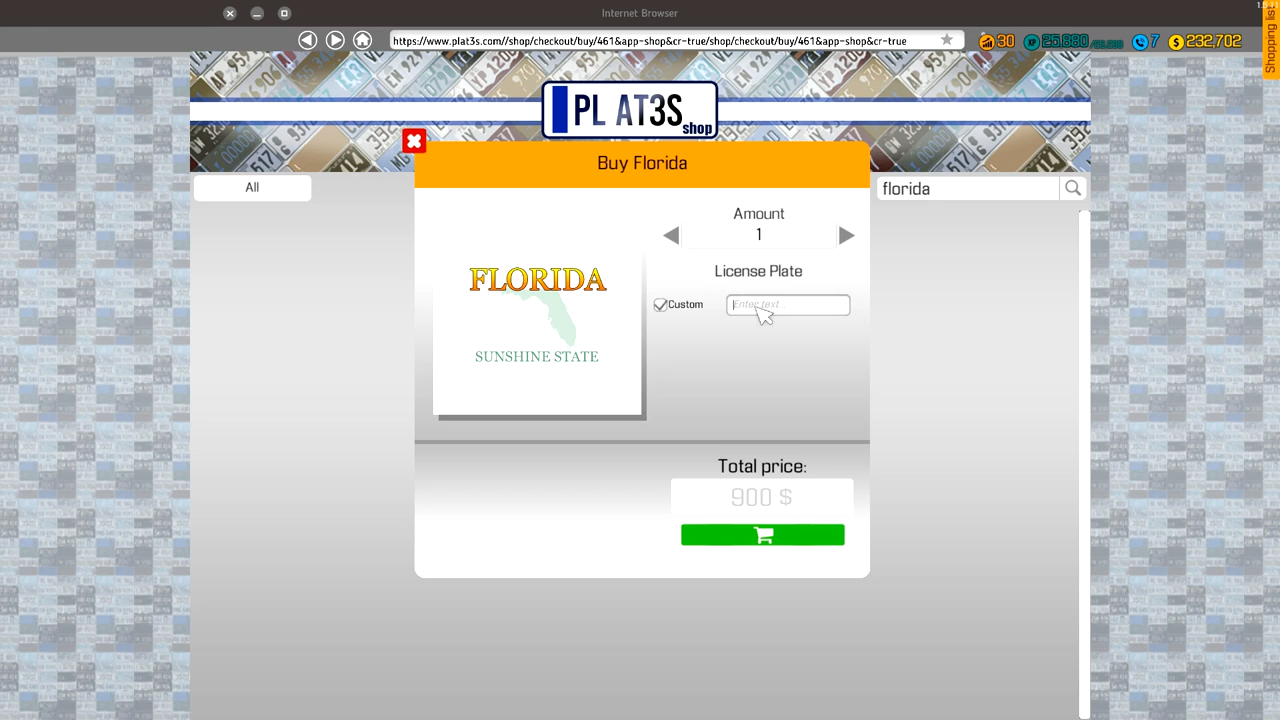 Internet Browser
https://www.plat3s.com//shop/checkout/buy/461&app-shop&cr-true/shop/checkout/buy/461&app-shop&cr-true
30
XP
7
$ 232,702
Shopping list
PL AT3S
shop
Buy Florida
All
florida
FLORIDA
SUNSHINE STATE
Amount
1
License Plate
Custom
Enter text...
Total price:
900 $